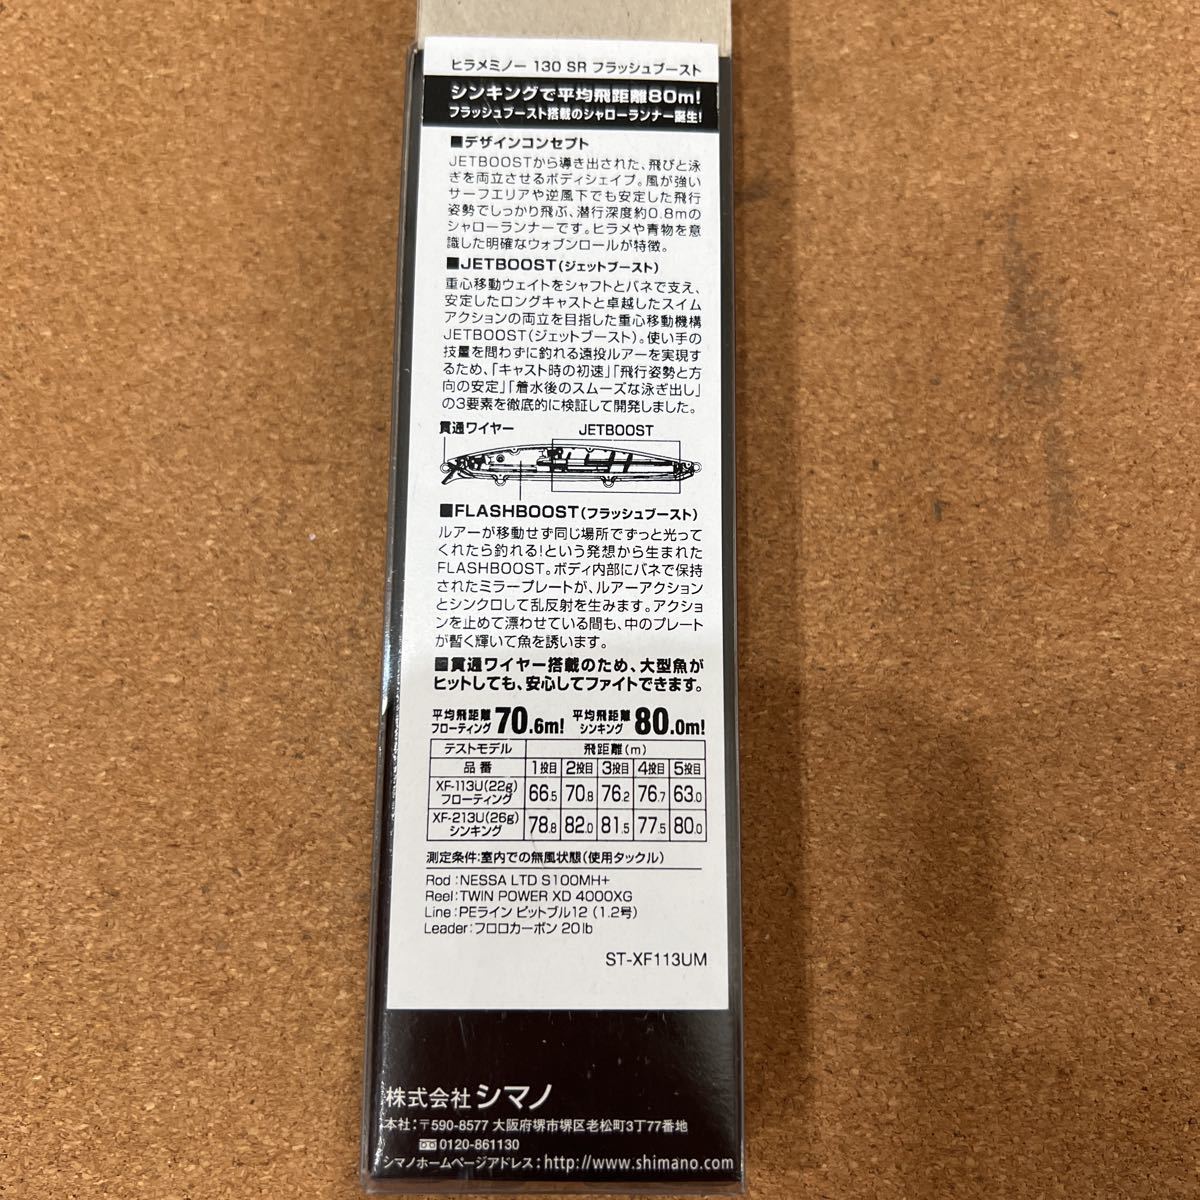 ヒラメミノー 130 SR フラッシュブースト
シンキングで平均飛距離80m!
フラッシュブースト搭載のシャローランナー誕生!
■デザインコンセプト
JETBOOSTから導き出された、飛びと泳
ぎを両立させるボディシェイプ。風が強い
サーフエリアや逆風下でも安定した飛行
姿勢でしっかり飛ぶ、潜行深度約0.8mの
シャローランナーです。ヒラメや青物を意
識した明確なウォブンロールが特徴。
■JETBOOST(ジェットブースト)
重心移動ウェイトをシャフトとバネで支え、
安定したロングキャストと卓越したスイム
アクションの両立を目指した重心移動機構
JETBOOST(ジェットブースト)。使い手の
技量を問わずに釣れる遠投ルアーを実現す
るため、「キャスト時の初速」「飛行姿勢と方
向の安定」「着水後のスムーズな泳ぎ出し」
の3要素を徹底的に検証して開発しました。
貫通ワイヤー JETBOOST
■FLASHBOOST(フラッシュブースト)
ルアーが移動せず同じ場所でずっと光って
くれたら釣れる!という発想から生まれた
FLASHBOOST。ボディ内部にバネで保持
されたミラープレートが、ルアーアクション
とシンクロして乱反射を生みます。アクショ
ンを止めて漂わせている間も、中のプレート
が暫く輝いて魚を誘います。
■貫通ワイヤー搭載のため、大型魚が
ヒットしても、安心してファイトできます。
平均飛距離 フローティング 70.6m! 平均飛距離 シンキング 80.0m!
テストモデル 飛距離(m)
品番 1投目 2投目 3投目 4投目 5投目
XF-113U(22g) フローティング 66.5 70.8 76.2 76.7 63.0
XF-213U(26g) シンキング 78.8 82.0 81.5 77.5 80.0
測定条件:室内での無風状態(使用タックル)
Rod:NESSA LTD S100MH+
Reel:TWIN POWER XD 4000XG
Line:PEライン ピットブル12 (1.2号)
Leader:フロロカーボン 20lb
ST-XF113UM
株式会社シマノ
本社:〒590-8577 大阪府堺市堺区老松町3丁77番地
0120-861130
シマノホームページアドレス:http://www.shimano.com